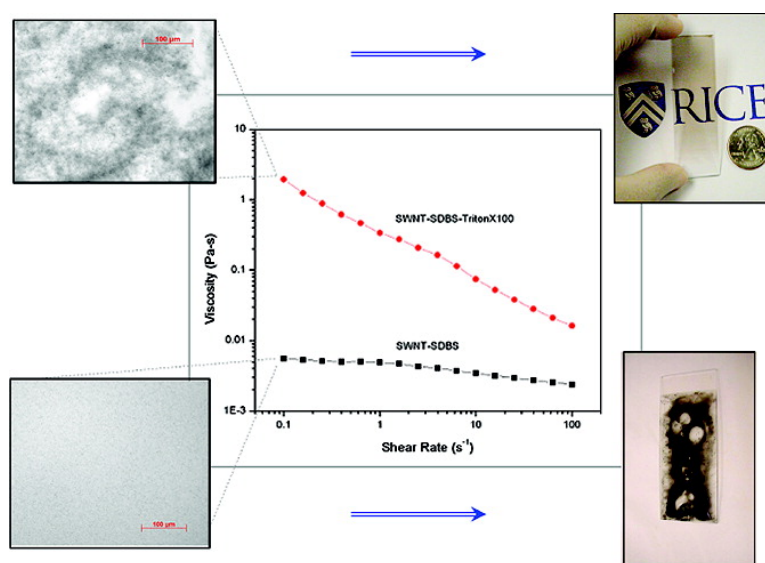 100 µm
RICE
10
1
0.1
0.01
1E-3
Viscosity (Pa-s)
SWNT-SDBS-TritonX100
SWNT-SDBS
0.1
1
10
100
Shear Rate (s⁻¹)
100 µm